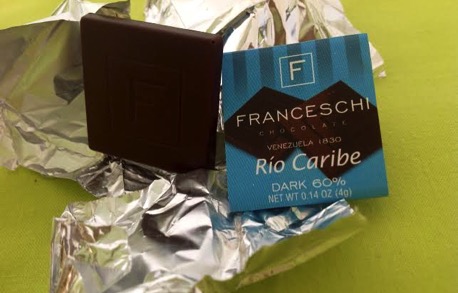 F
F
FRANCESCHI
CHOCOLATE
VENEZUELA 1830
Río Caribe
DARK 60%
NET WT 0.14 OZ (4g)